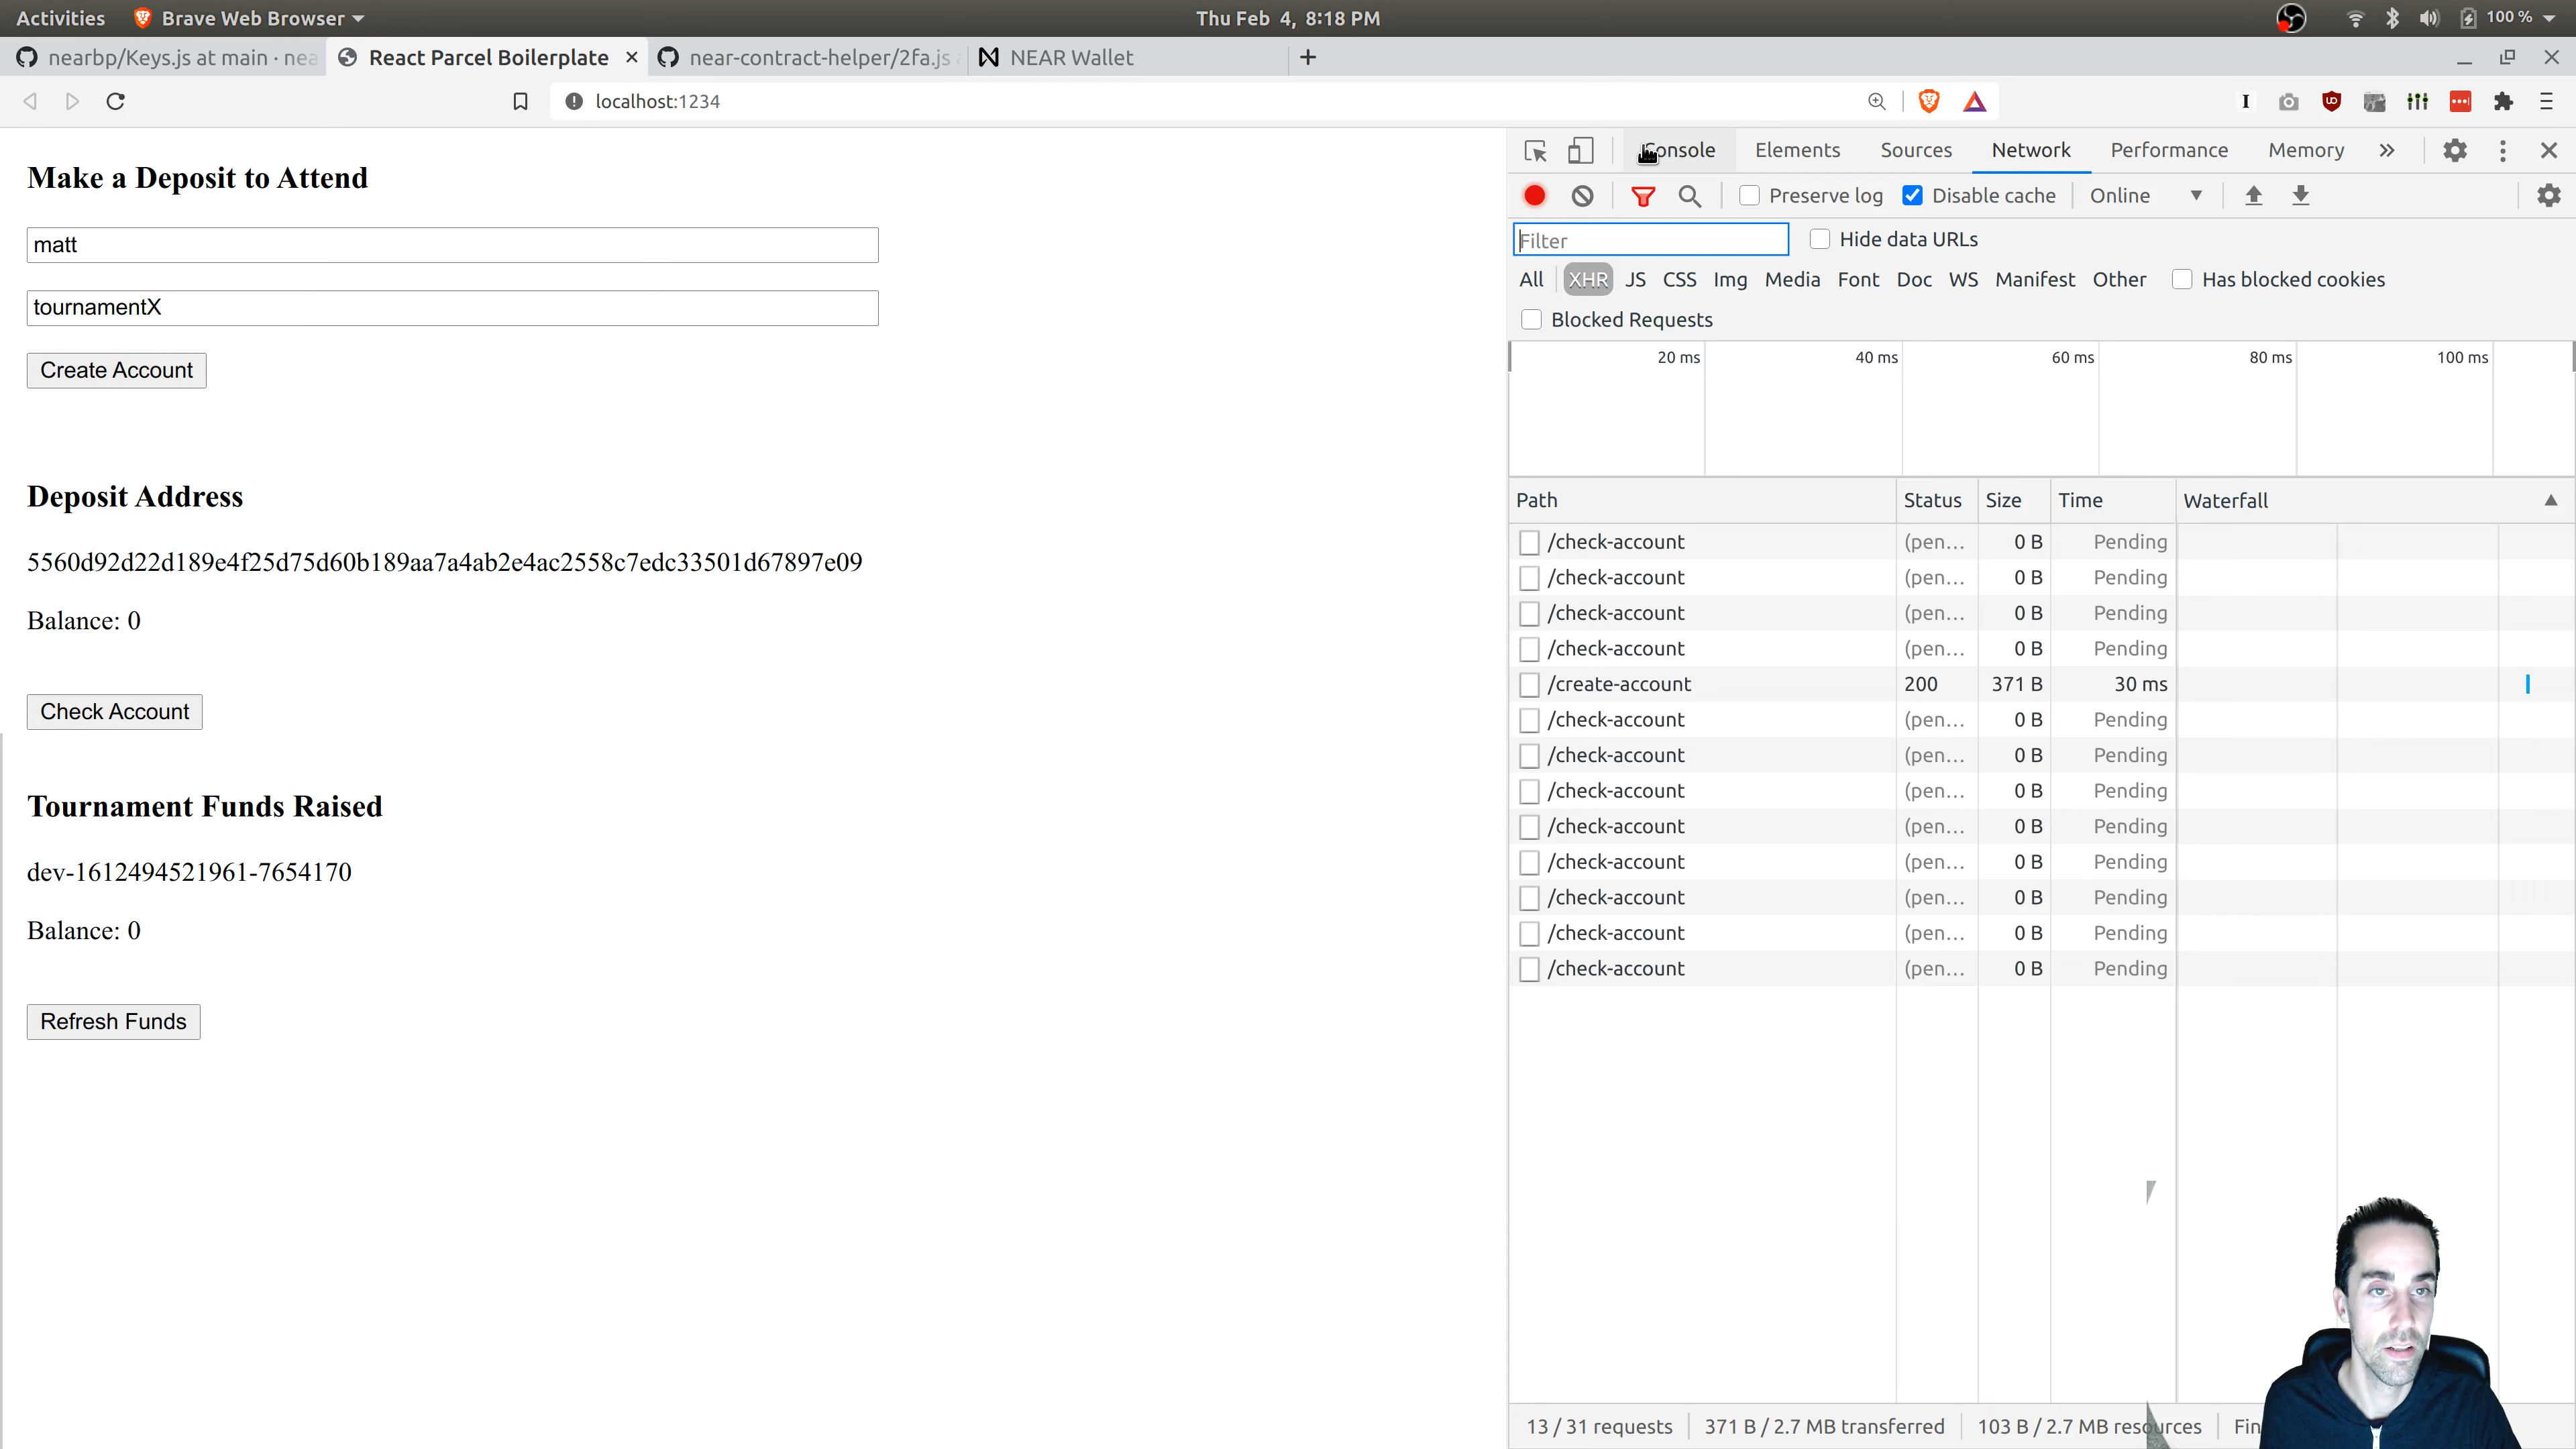 Activities Brave Web Browser Thu Feb 4, 8:18 PM 100 %
nearbp/Keys.js at main · nea React Parcel Boilerplate near-contract-helper/2fa.js NEAR Wallet
localhost:1234
Make a Deposit to Attend
matt
tournamentX
Create Account
Deposit Address
5560d92d22d189e4f25d75d60b189aa7a4ab2e4ac2558c7edc33501d67897e09
Balance: 0
Check Account
Tournament Funds Raised
dev-1612494521961-7654170
Balance: 0
Refresh Funds
Console Elements Sources Network Performance Memory
Preserve log Disable cache Online
Filter Hide data URLs
All XHR JS CSS Img Media Font Doc WS Manifest Other Has blocked cookies
Blocked Requests
20 ms 40 ms 60 ms 80 ms 100 ms
Path Status Size Time Waterfall
/check-account (pen... 0 B Pending
/check-account (pen... 0 B Pending
/check-account (pen... 0 B Pending
/check-account (pen... 0 B Pending
/create-account 200 371 B 30 ms
/check-account (pen... 0 B Pending
/check-account (pen... 0 B Pending
/check-account (pen... 0 B Pending
/check-account (pen... 0 B Pending
/check-account (pen... 0 B Pending
/check-account (pen... 0 B Pending
/check-account (pen... 0 B Pending
/check-account (pen... 0 B Pending
13 / 31 requests 371 B / 2.7 MB transferred 103 B / 2.7 MB resources Fin